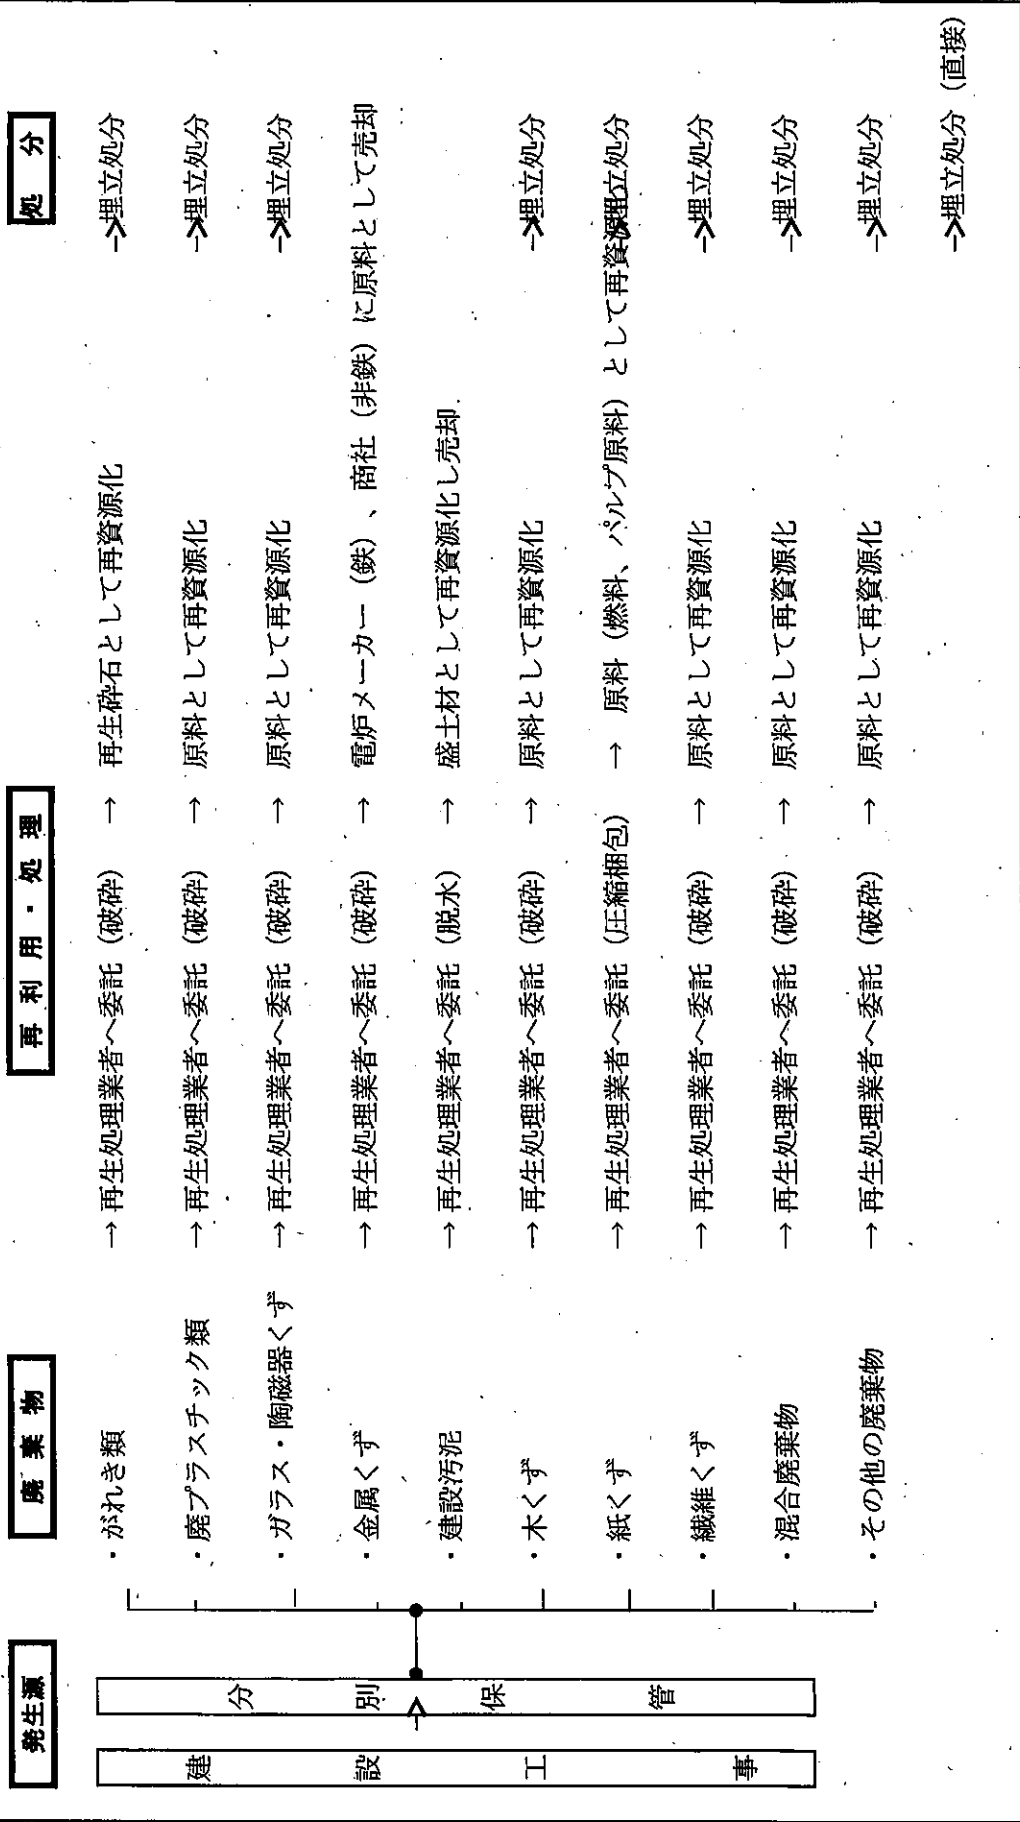 発生源　廃棄物　再利用・処理　処分
建設工事
分別保管
・がれき類　→再生処理業者へ委託（破砕）　→　再生砕石として再資源化　→埋立処分
・廃プラスチック類　→再生処理業者へ委託（破砕）　→　原料として再資源化　→埋立処分
・ガラス・陶磁器くず　→再生処理業者へ委託（破砕）　→　原料として再資源化　→埋立処分
・金属くず　→再生処理業者へ委託（破砕）　→　電炉メーカー（鉄）、商社（非鉄）に原料として売却
・建設汚泥　→再生処理業者へ委託（脱水）　→　盛土材として再資源化し売却
・木くず　→再生処理業者へ委託（破砕）　→　原料として再資源化　→埋立処分
・紙くず　→再生処理業者へ委託（圧縮梱包）　→　原料（燃料、パルプ原料）として再資源化　→埋立処分
・繊維くず　→再生処理業者へ委託（破砕）　→　原料として再資源化　→埋立処分
・混合廃棄物　→再生処理業者へ委託（破砕）　→　原料として再資源化　→埋立処分
・その他の廃棄物　→再生処理業者へ委託（破砕）　→　原料として再資源化　→埋立処分
→埋立処分（直接）